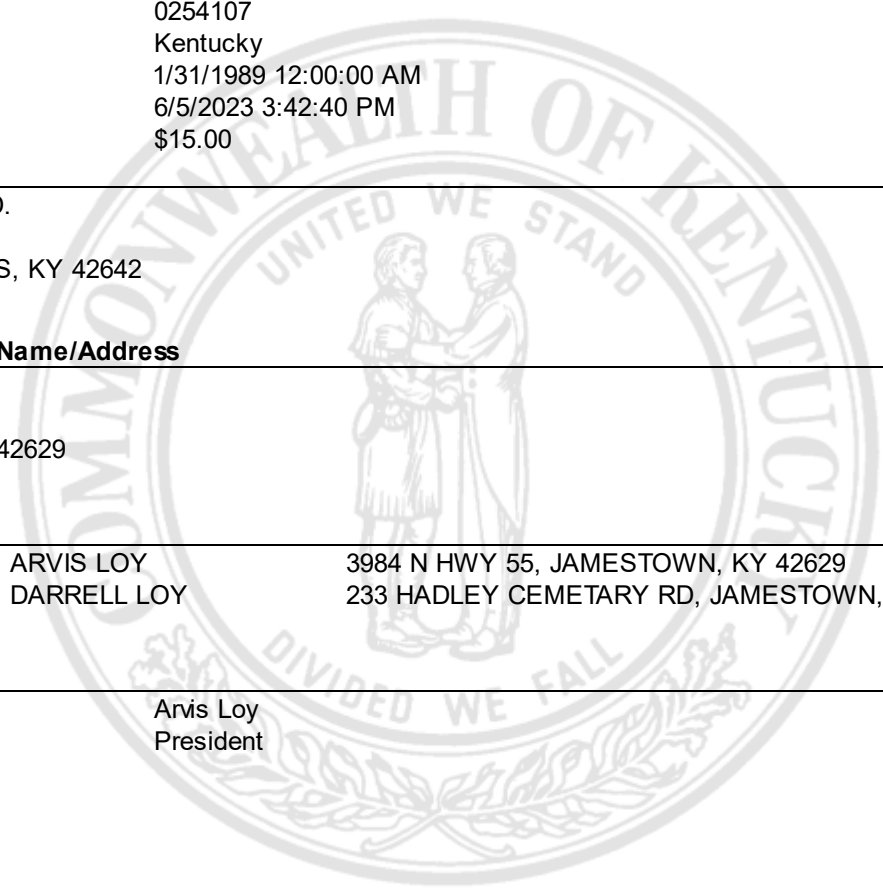 0254107
Kentucky
1/31/1989 12:00:00 AM
6/5/2023 3:42:40 PM
$15.00
.
S, KY 42642
Name/Address
42629
ARVIS LOY 3984 N HWY 55, JAMESTOWN, KY 42629
DARRELL LOY 233 HADLEY CEMETARY RD, JAMESTOWN,
Arvis Loy
President
COMMONWEALTH OF KENTUCKY
UNITED WE STAND
DIVIDED WE FALL